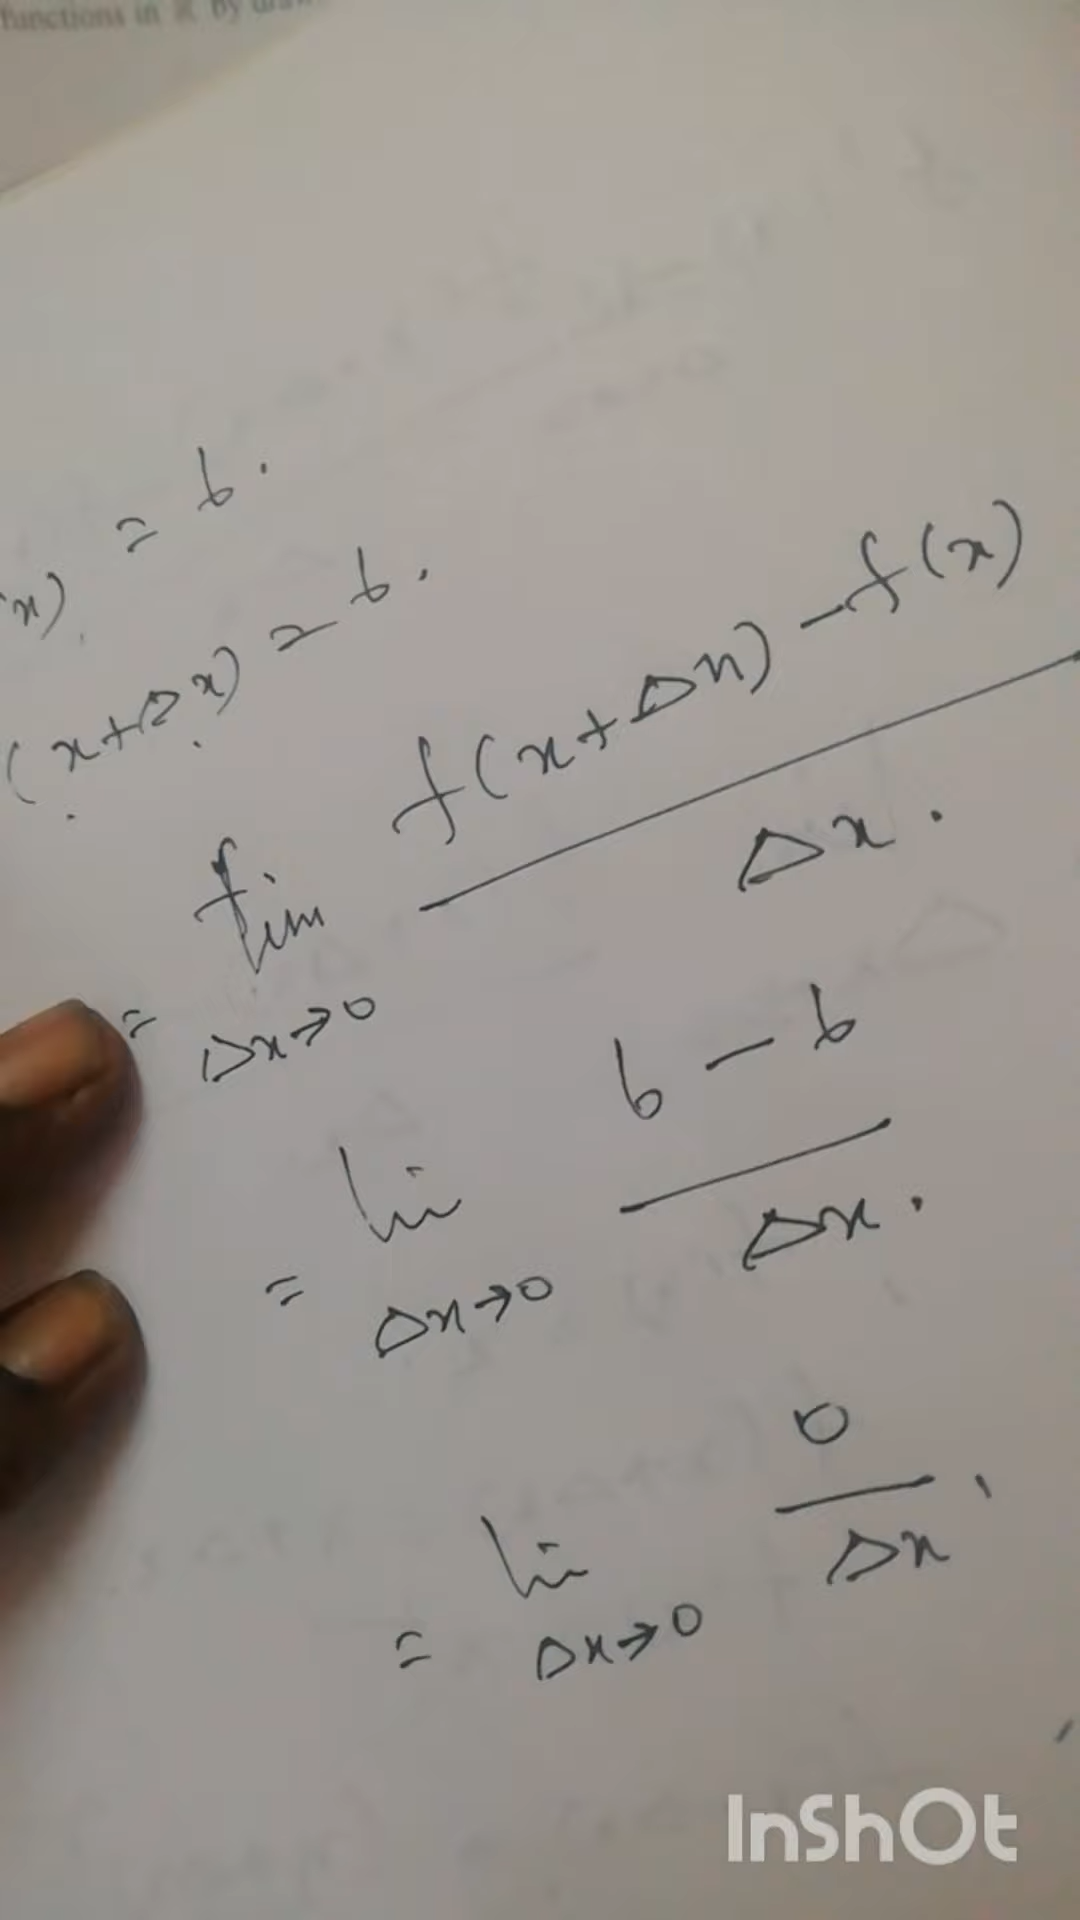 functions in R by draw
x) = b.
(x+Δx) = b.
= lim Δx→0 f(x+Δx) - f(x) / Δx.
= lim Δx→0 b - b / Δx.
= lim Δx→0 0 / Δx.
InShOt